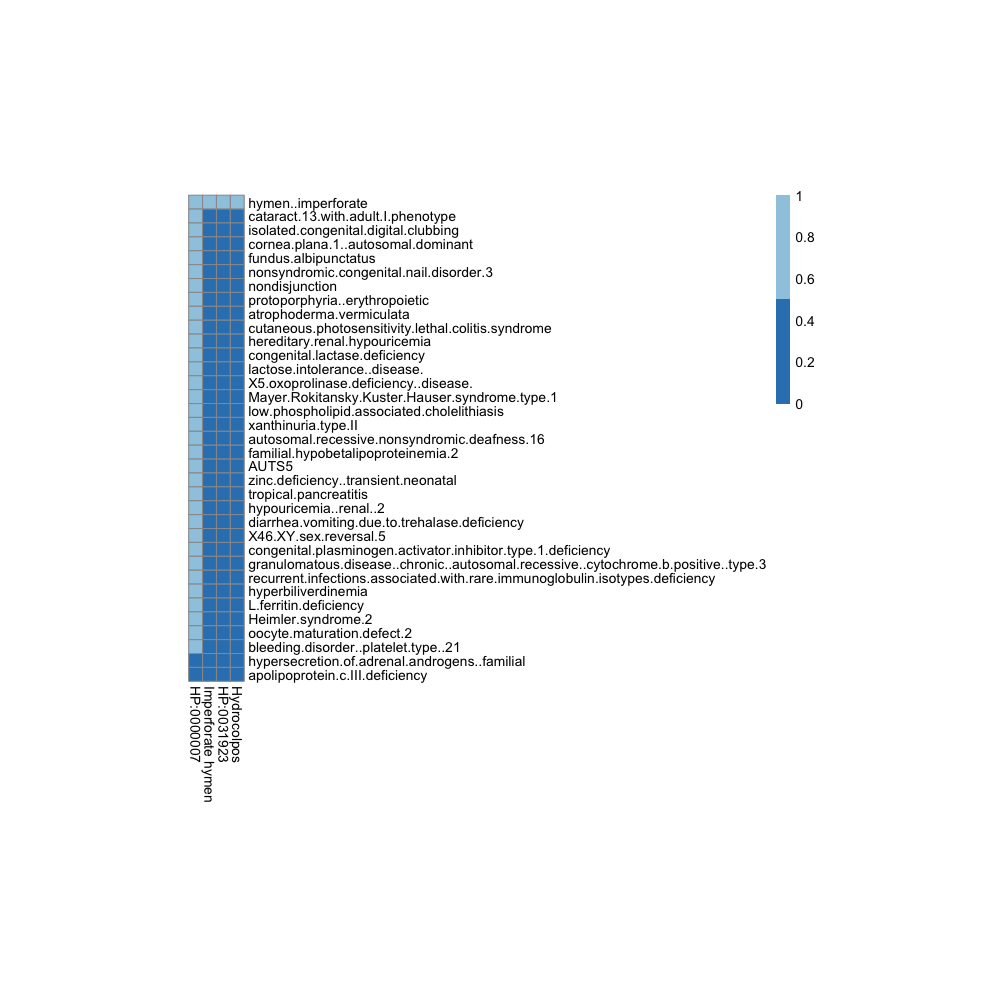 hymen..imperforate
cataract.13.with.adult.I.phenotype
isolated.congenital.digital.clubbing
cornea.plana.1..autosomal.dominant
fundus.albipunctatus
nonsyndromic.congenital.nail.disorder.3
nondisjunction
protoporphyria..erythropoietic
atrophoderma.vermiculata
cutaneous.photosensitivity.lethal.colitis.syndrome
hereditary.renal.hypouricemia
congenital.lactase.deficiency
lactose.intolerance..disease.
X5.oxoprolinase.deficiency..disease.
Mayer.Rokitansky.Kuster.Hauser.syndrome.type.1
low.phospholipid.associated.cholelithiasis
xanthinuria.type.II
autosomal.recessive.nonsyndromic.deafness.16
familial.hypobetalipoproteinemia.2
AUTS5
zinc.deficiency..transient.neonatal
tropical.pancreatitis
hypouricemia..renal..2
diarrhea.vomiting.due.to.trehalase.deficiency
X46.XY.sex.reversal.5
congenital.plasminogen.activator.inhibitor.type.1.deficiency
granulomatous.disease..chronic..autosomal.recessive..cytochrome.b.positive..type.3
recurrent.infections.associated.with.rare.immunoglobulin.isotypes.deficiency
hyperbiliverdinemia
L.ferritin.deficiency
Heimler.syndrome.2
oocyte.maturation.defect.2
bleeding.disorder..platelet.type..21
hypersecretion.of.adrenal.androgens..familial
apolipoprotein.c.III.deficiency
HP:0000007
Imperforate hymen
HP:0031923
Hydrocolpos
1
0.8
0.6
0.4
0.2
0